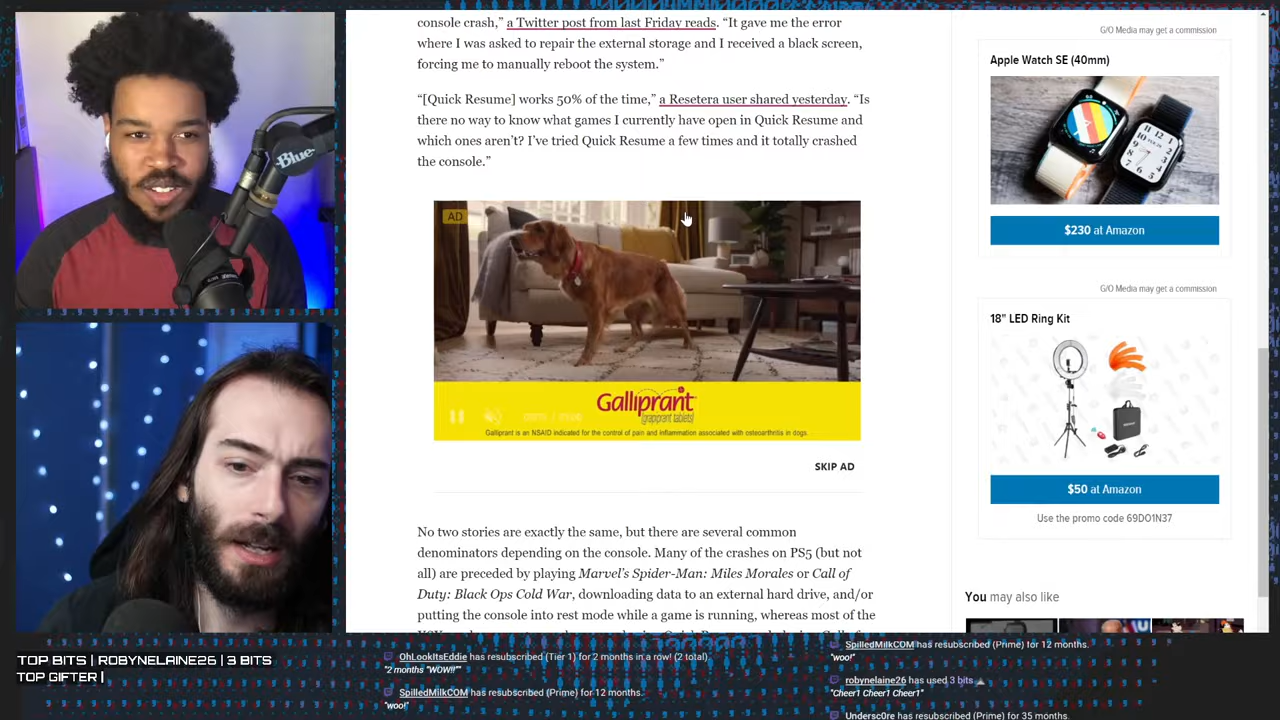 console crash,” a Twitter post from last Friday reads. “It gave me the error
where I was asked to repair the external storage and I received a black screen,
forcing me to manually reboot the system.”
“[Quick Resume] works 50% of the time,” a Resetera user shared yesterday. “Is
there no way to know what games I currently have open in Quick Resume and
which ones aren’t? I’ve tried Quick Resume a few times and it totally crashed
the console.”
AD
Galliprant
(grapiprant tablets)
Galliprant is an NSAID indicated for the control of pain and inflammation associated with osteoarthritis in dogs.
SKIP AD
No two stories are exactly the same, but there are several common
denominators depending on the console. Many of the crashes on PS5 (but not
all) are preceded by playing Marvel’s Spider-Man: Miles Morales or Call of
Duty: Black Ops Cold War, downloading data to an external hard drive, and/or
putting the console into rest mode while a game is running, whereas most of the
G/O Media may get a commission
Apple Watch SE (40mm)
$230 at Amazon
G/O Media may get a commission
18" LED Ring Kit
$50 at Amazon
Use the promo code 69DO1N37
You may also like
Blue
TOP BITS | ROBYNELAINE26 | 3 BITS
TOP GIFTER |
OhLookItsEddie has resubscribed (Tier 1) for 2 months in a row! (2 total).
"2 months "WOW!!""
SpilledMilkCOM has resubscribed (Prime) for 12 months.
"woo!"
SpilledMilkCOM has resubscribed (Prime) for 12 months.
"woo!"
robynelaine26 has used 3 bits
"Cheer1 Cheer1 Cheer1"
Undersc0re has resubscribed (Prime) for 35 months.